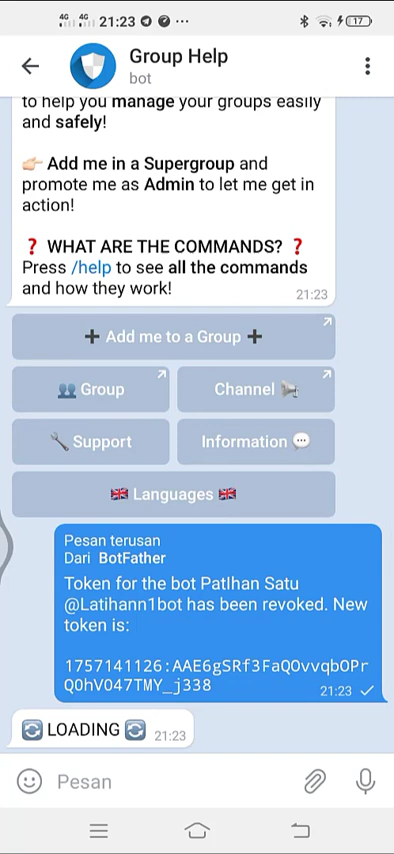 4G 4G 21:23
17
Group Help
bot
to help you manage your groups easily
and safely!
👉🏻 Add me in a Supergroup and
promote me as Admin to let me get in
action!
❓ WHAT ARE THE COMMANDS? ❓
Press /help to see all the commands
and how they work!
21:23
➕ Add me to a Group ➕
👥 Group
Channel 📢
🔧 Support
Information 💬
🇬🇧 Languages 🇬🇧
Pesan terusan
Dari BotFather
Token for the bot Patlhan Satu
@Latihann1bot has been revoked. New
token is:
1757141126:AAE6gSRf3FaQOvvqbOPr
Q0hVO47TMY_j338
21:23
🔄 LOADING 🔄
21:23
Pesan